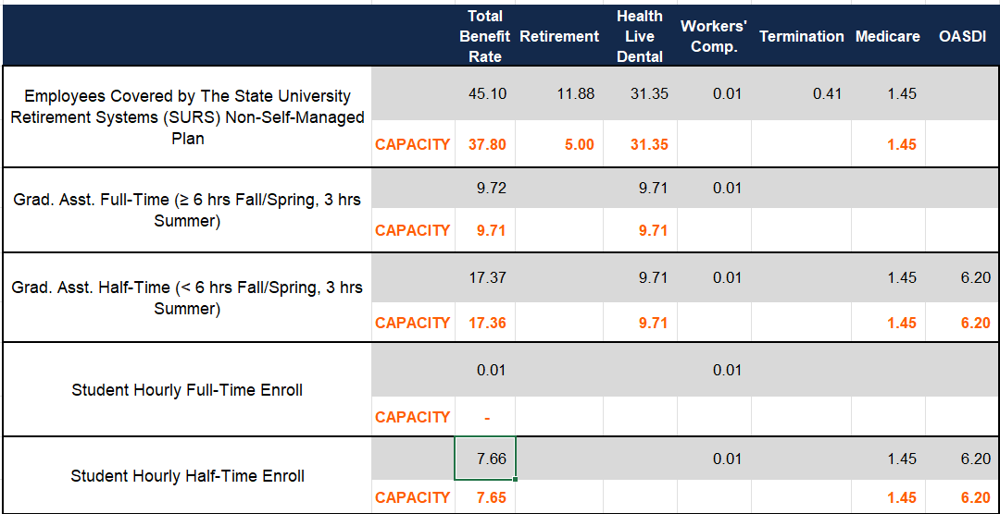 Total Benefit Rate Retirement Health Live Dental Workers' Comp. Termination Medicare OASDI
Employees Covered by The State University
Retirement Systems (SURS) Non-Self-Managed
Plan
45.10 11.88 31.35 0.01 0.41 1.45
CAPACITY 37.80 5.00 31.35 1.45
Grad. Asst. Full-Time (≥ 6 hrs Fall/Spring, 3 hrs
Summer)
9.72 9.71 0.01
CAPACITY 9.71 9.71
Grad. Asst. Half-Time (< 6 hrs Fall/Spring, 3 hrs
Summer)
17.37 9.71 0.01 1.45 6.20
CAPACITY 17.36 9.71 1.45 6.20
Student Hourly Full-Time Enroll
0.01 0.01
CAPACITY -
Student Hourly Half-Time Enroll
7.66 0.01 1.45 6.20
CAPACITY 7.65 1.45 6.20